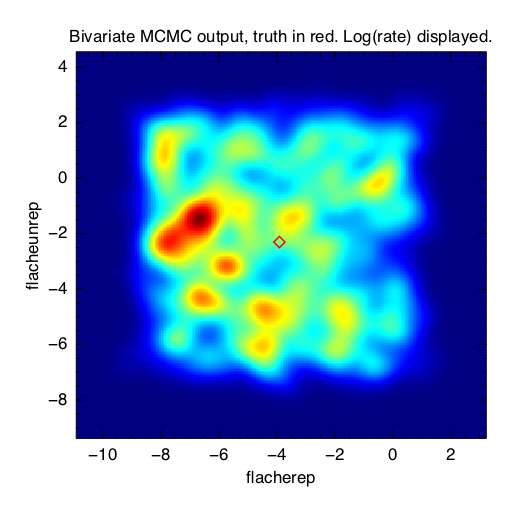 Bivariate MCMC output, truth in red. Log(rate) displayed.
4
2
0
−2
−4
−6
−8
flacheunrep
−10 −8 −6 −4 −2 0 2
flacherep